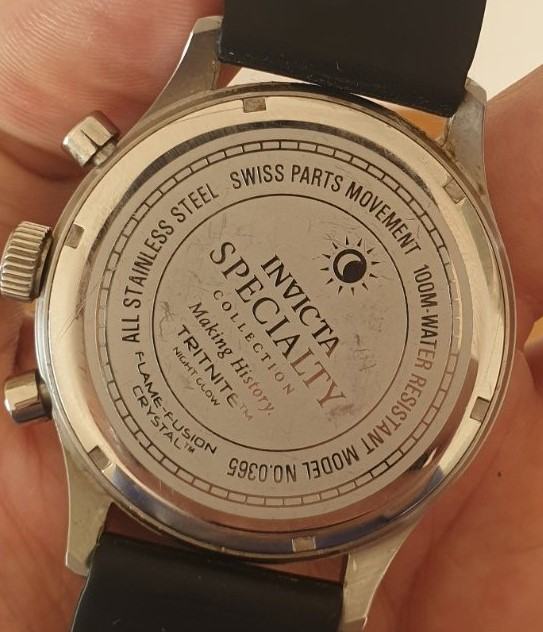 INVICTA
SPECIALTY
COLLECTION
Making History.
TRITNITE™
NIGHT GLOW
FLAME-FUSION
CRYSTAL™
ALL STAINLESS STEEL SWISS PARTS MOVEMENT 100M-WATER RESISTANT MODEL NO.0365